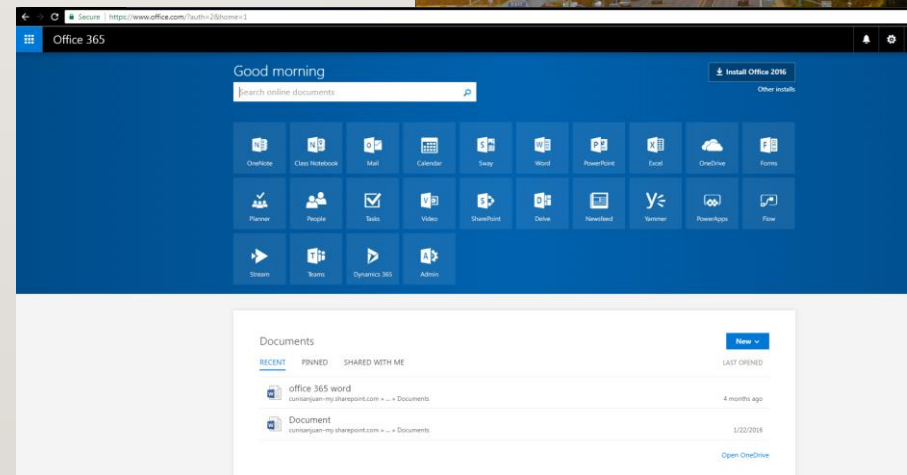 Secure | https://www.office.com/?auth=2&home=1
Office 365
Good morning
Install Office 2016
Search online documents
Other installs
OneNote Class Notebook Mail Calendar Sway Word PowerPoint Excel OneDrive Forms
Planner People Tasks Video SharePoint Delve Newsfeed Yammer PowerApps Flow
Stream Teams Dynamics 365 Admin
Documents
New
RECENT PINNED SHARED WITH ME LAST OPENED
office 365 word
cunisanjuan-my.sharepoint.com » ... » Documents 4 months ago
Document
cunisanjuan-my.sharepoint.com » ... » Documents 1/22/2016
Open OneDrive